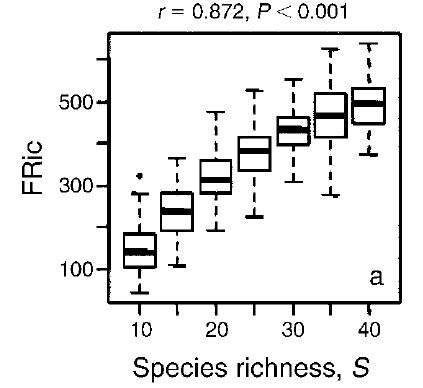 r = 0.872, P < 0.001
FRic
500
300
100
a
10 20 30 40
Species richness, S